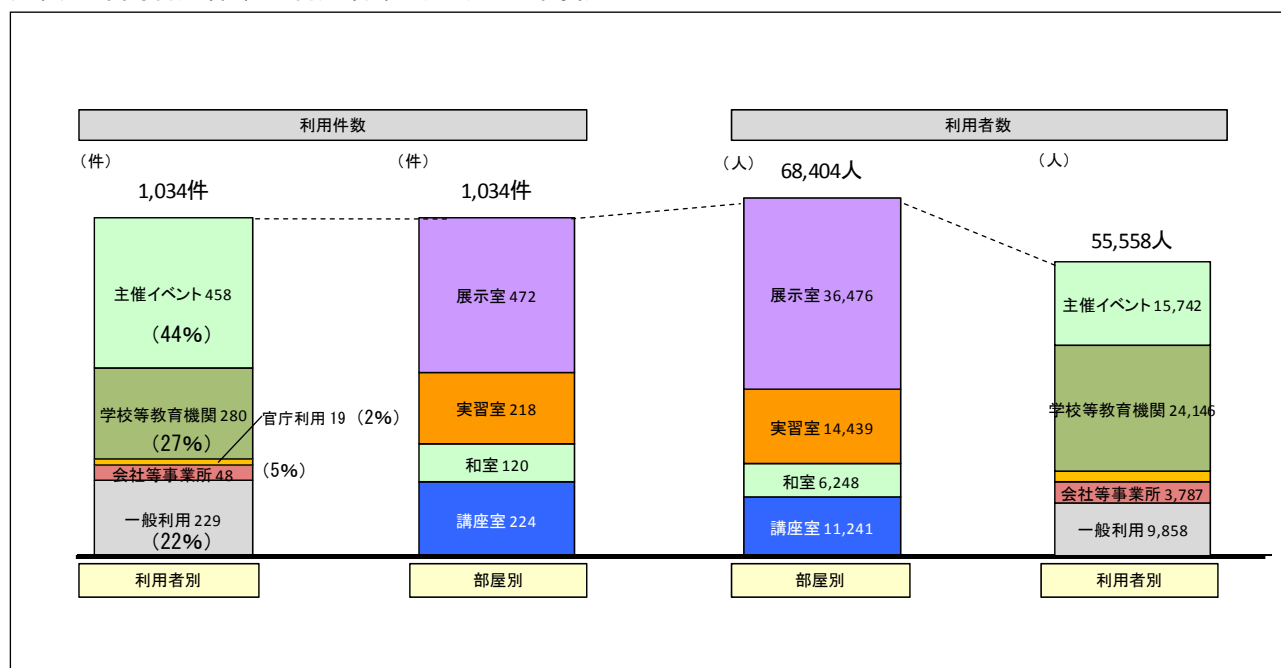 利用件数
利用者数
(件)
(件)
(人)
(人)
1,034件
1,034件
68,404人
55,558人
主催イベント 458
(44%)
学校等教育機関 280
(27%)
官庁利用 19 (2%)
会社等事業所 48
(5%)
一般利用 229
(22%)
展示室 472
実習室 218
和室 120
講座室 224
展示室 36,476
実習室 14,439
和室 6,248
講座室 11,241
主催イベント 15,742
学校等教育機関 24,146
会社等事業所 3,787
一般利用 9,858
利用者別
部屋別
部屋別
利用者別